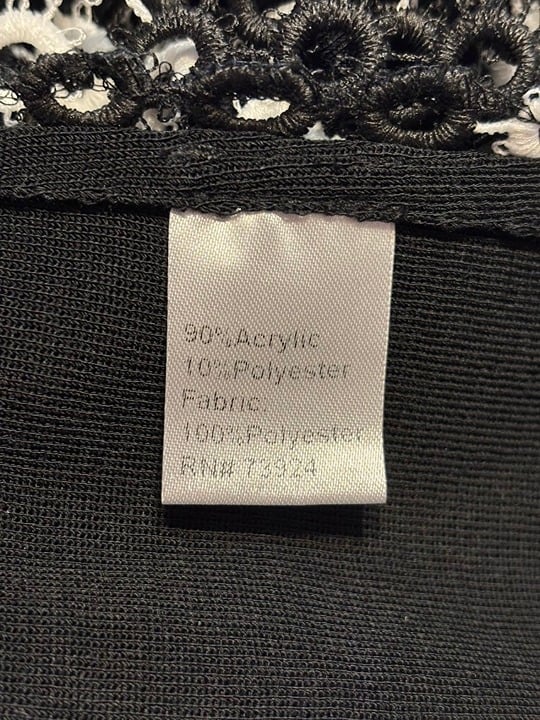 90%Acrylic
10%Polyester
Fabric:
100%Polyester
RN# 73924